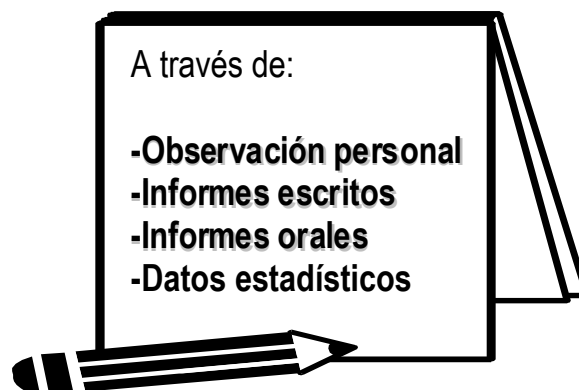 A través de:
-Observación personal
-Informes escritos
-Informes orales
-Datos estadísticos